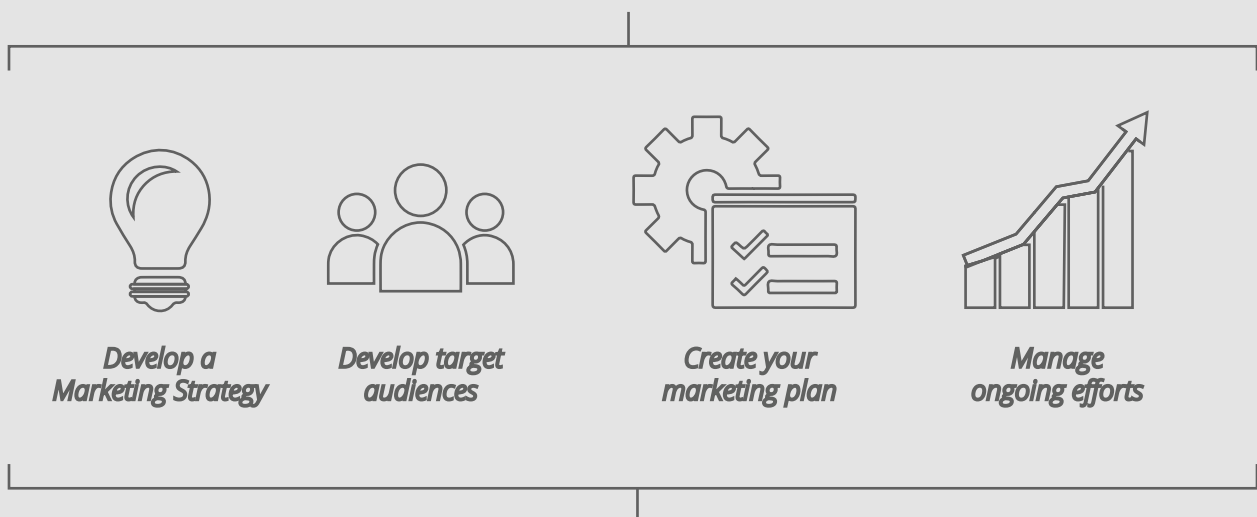 Develop a
Marketing Strategy
Develop target
audiences
Create your
marketing plan
Manage
ongoing efforts